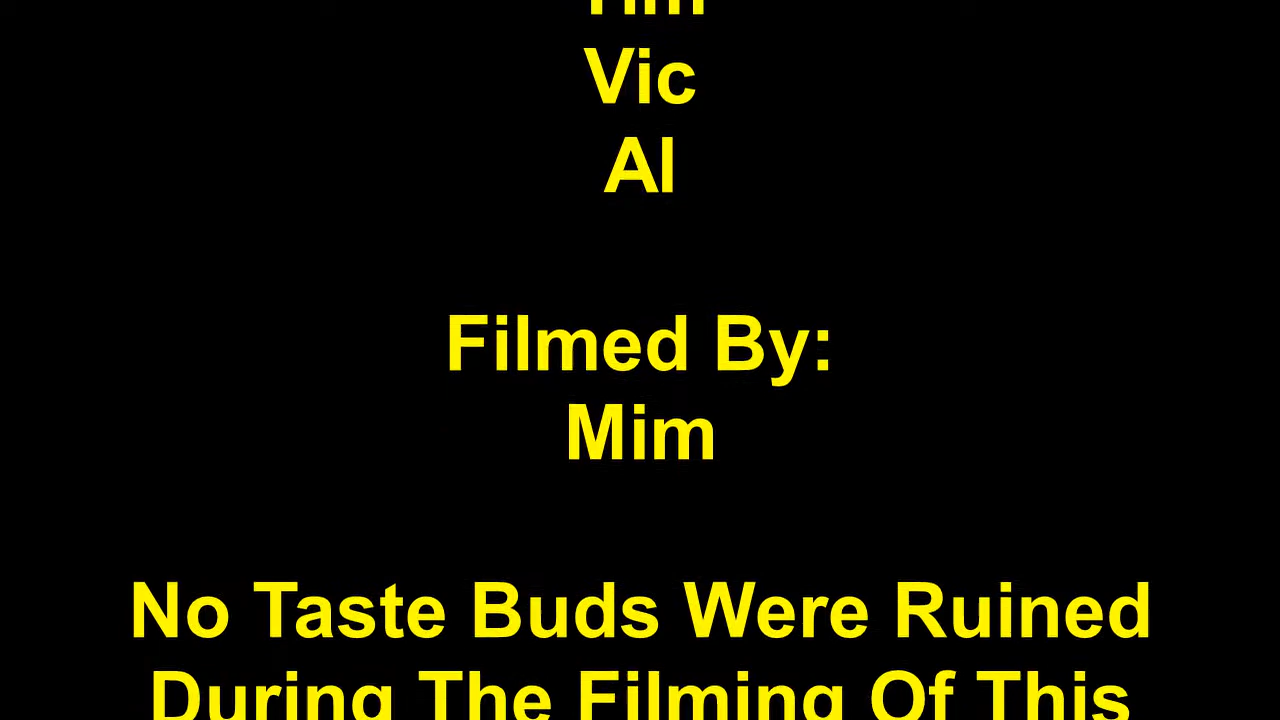 Vic
Al
Filmed By:
Mim
No Taste Buds Were Ruined
During The Filming Of This